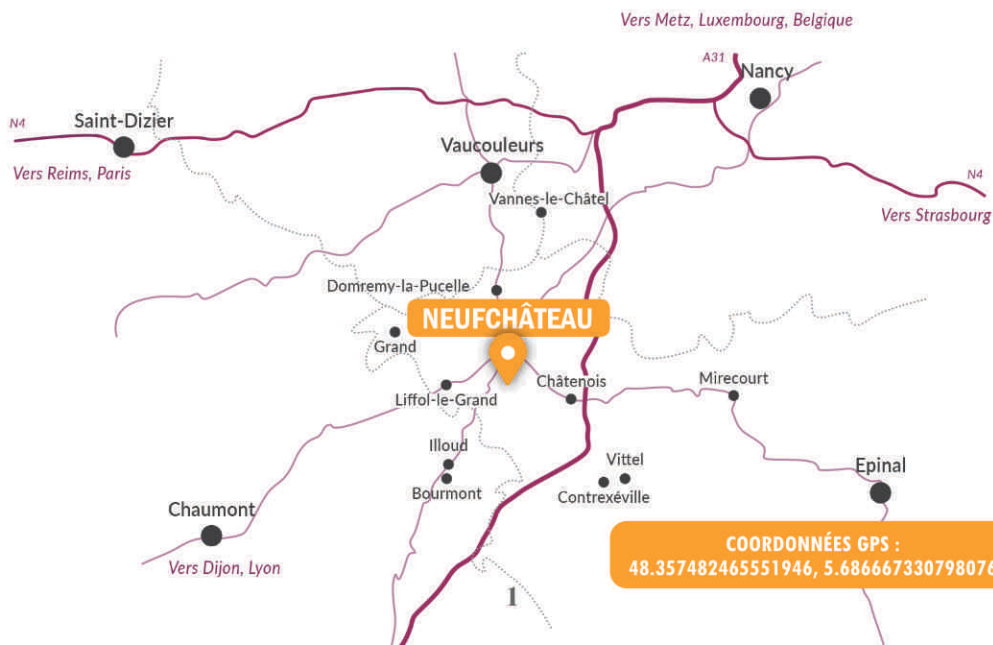 Vers Metz, Luxembourg, Belgique
A31
Nancy
N4
Saint-Dizier
Vaucouleurs
Vers Reims, Paris
N4
Vannes-le-Châtel
Vers Strasbourg
Domremy-la-Pucelle
NEUFCHÂTEAU
Grand
Châtenois
Mirecourt
Liffol-le-Grand
Illoud
Vittel
Epinal
Bourmont
Contrexéville
Chaumont
COORDONNÉES GPS :
48.357482465551946, 5.686667330798076
Vers Dijon, Lyon
1